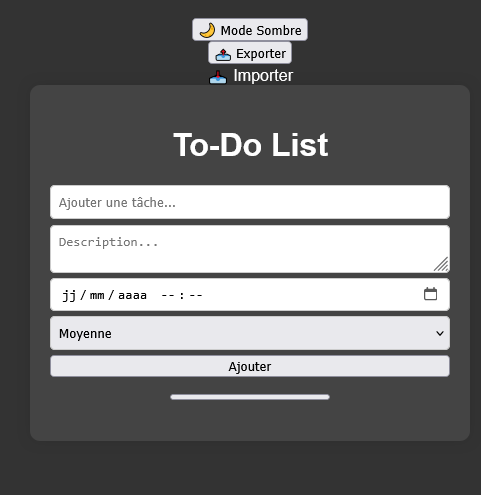 🌙 Mode Sombre
📤 Exporter
📥 Importer
To-Do List
Ajouter une tâche...
Description...
jj/mm/aaaa --:--
Moyenne
Ajouter